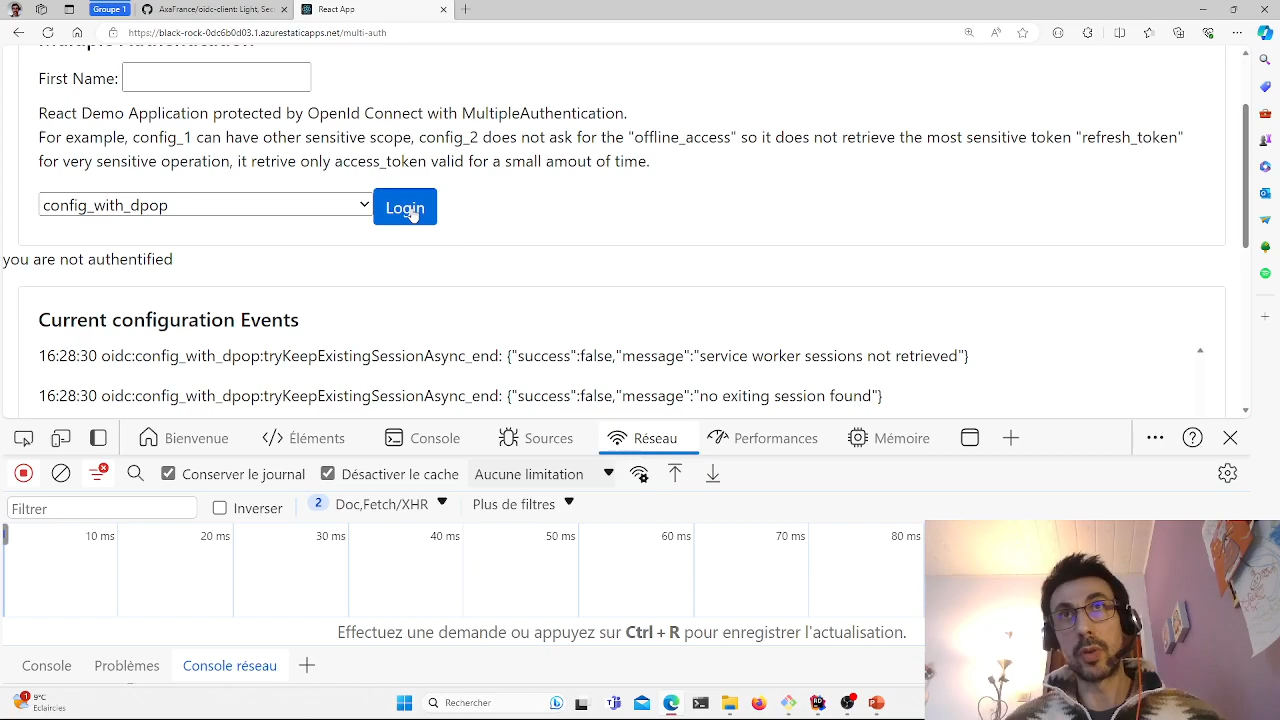 Groupe 1
AxaFrance/oidc-client: Light, Sec
React App
https://black-rock-0dc6b0d03.1.azurestaticapps.net/multi-auth
First Name:
React Demo Application protected by OpenId Connect with MultipleAuthentication.
For example, config_1 can have other sensitive scope, config_2 does not ask for the "offline_access" so it does not retrieve the most sensitive token "refresh_token"
for very sensitive operation, it retrive only access_token valid for a small amout of time.
config_with_dpop
Login
you are not authentified
Current configuration Events
16:28:30 oidc:config_with_dpop:tryKeepExistingSessionAsync_end: {"success":false,"message":"service worker sessions not retrieved"}
16:28:30 oidc:config_with_dpop:tryKeepExistingSessionAsync_end: {"success":false,"message":"no exiting session found"}
Bienvenue
Éléments
Console
Sources
Réseau
Performances
Mémoire
Conserver le journal
Désactiver le cache
Aucune limitation
Filtrer
Inverser
2 Doc,Fetch/XHR
Plus de filtres
10 ms
20 ms
30 ms
40 ms
50 ms
60 ms
70 ms
80 ms
Effectuez une demande ou appuyez sur Ctrl + R pour enregistrer l'actualisation.
Console
Problèmes
Console réseau
1
9°C
Eclaircies
Rechercher